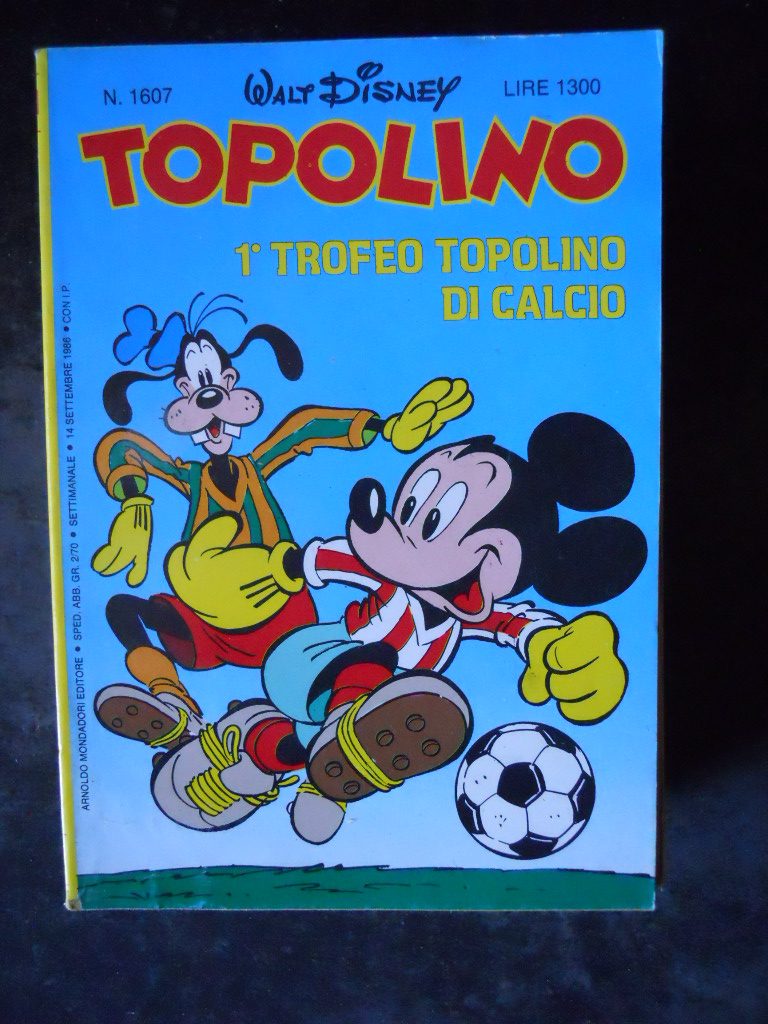 N. 1607
WALT DISNEY
LIRE 1300
TOPOLINO
1° TROFEO TOPOLINO
DI CALCIO
ARNOLDO MONDADORI EDITORE • SPED. ABB. GR. 2/70 • SETTIMANALE • 14 SETTEMBRE 1986 • CON I.P.